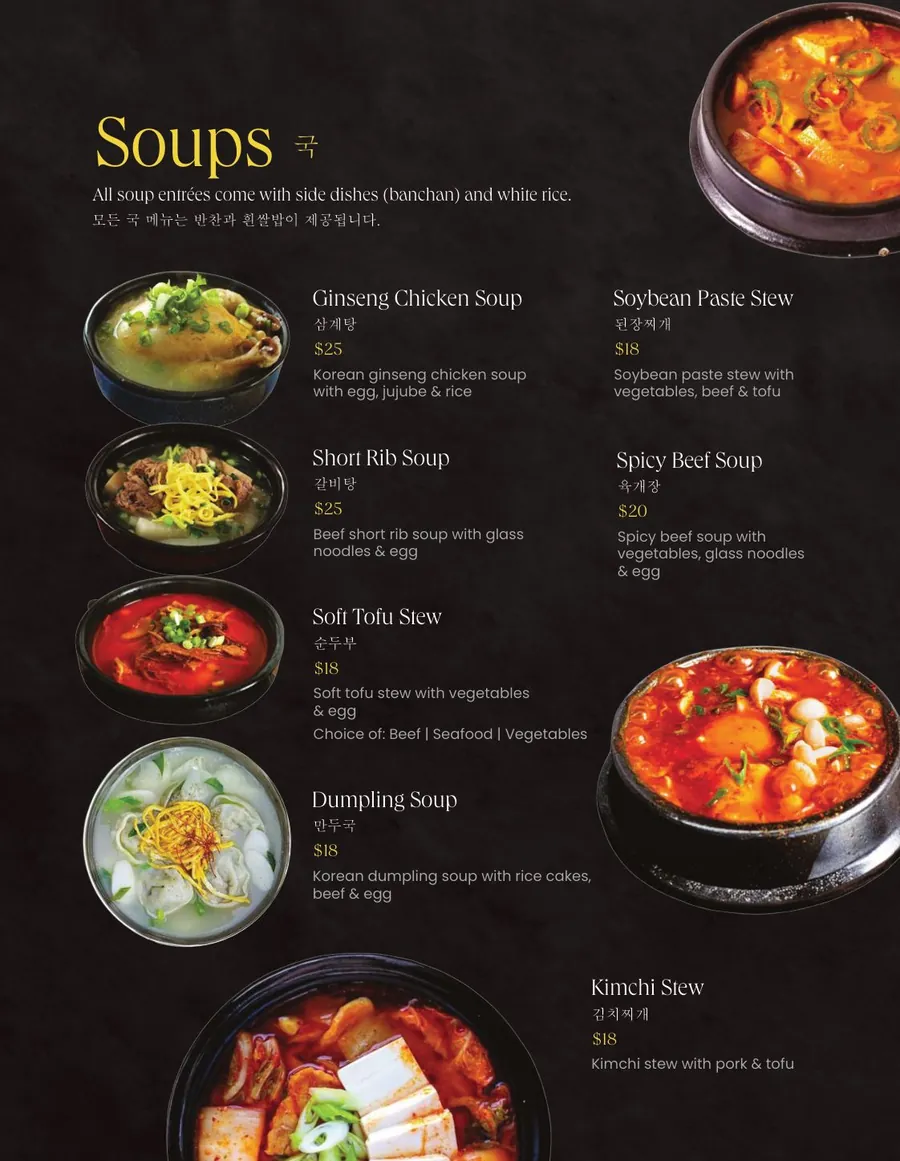 Soups 국
All soup entrées come with side dishes (banchan) and white rice.
모든 국 메뉴는 반찬과 흰쌀밥이 제공됩니다.
Ginseng Chicken Soup
삼계탕
$25
Korean ginseng chicken soup
with egg, jujube & rice
Short Rib Soup
갈비탕
$25
Beef short rib soup with glass
noodles & egg
Soft Tofu Stew
순두부
$18
Soft tofu stew with vegetables
& egg
Choice of: Beef | Seafood | Vegetables
Dumpling Soup
만두국
$18
Korean dumpling soup with rice cakes,
beef & egg
Soybean Paste Stew
된장찌개
$18
Soybean paste stew with
vegetables, beef & tofu
Spicy Beef Soup
육개장
$20
Spicy beef soup with
vegetables, glass noodles
& egg
Kimchi Stew
김치찌개
$18
Kimchi stew with pork & tofu